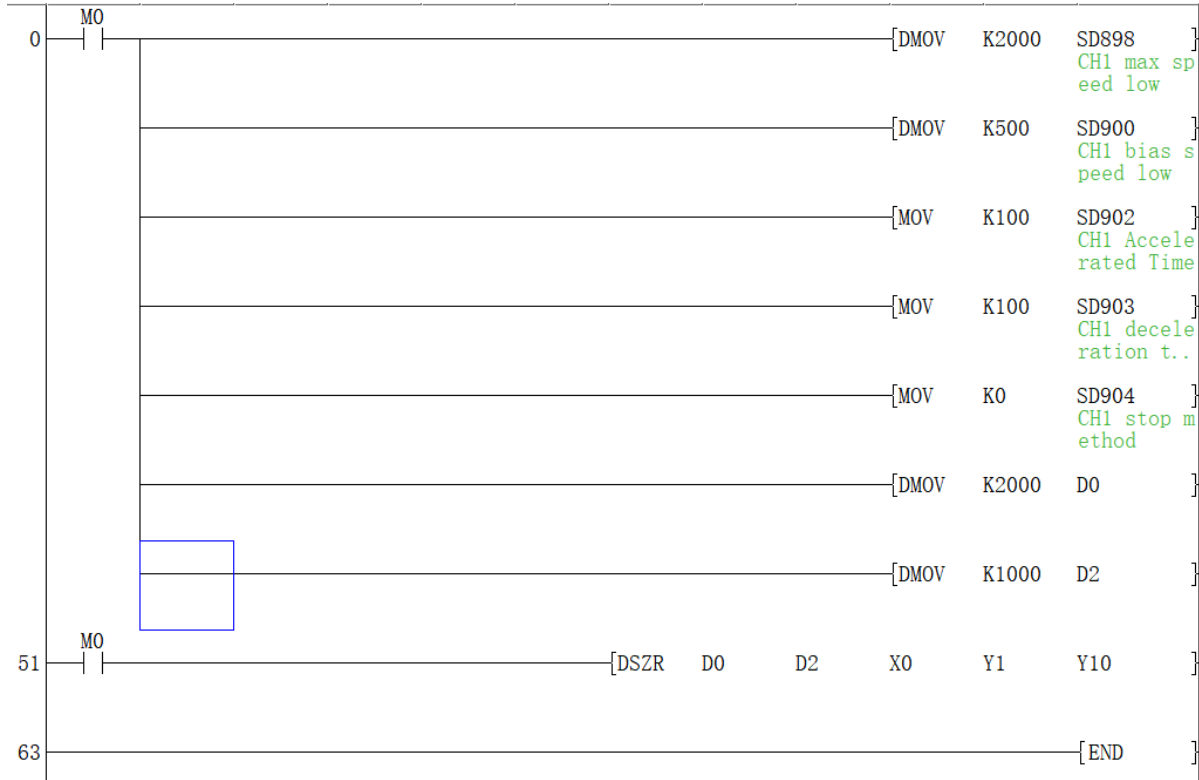 M0
0 [DMOV K2000 SD898 ]
CH1 max sp
eed low
[DMOV K500 SD900 ]
CH1 bias s
peed low
[MOV K100 SD902 ]
CH1 Accele
rated Time
[MOV K100 SD903 ]
CH1 decele
ration t..
[MOV K0 SD904 ]
CH1 stop m
ethod
[DMOV K2000 D0 ]
[DMOV K1000 D2 ]
M0
51 [DSZR D0 D2 X0 Y1 Y10 ]
63 [END ]